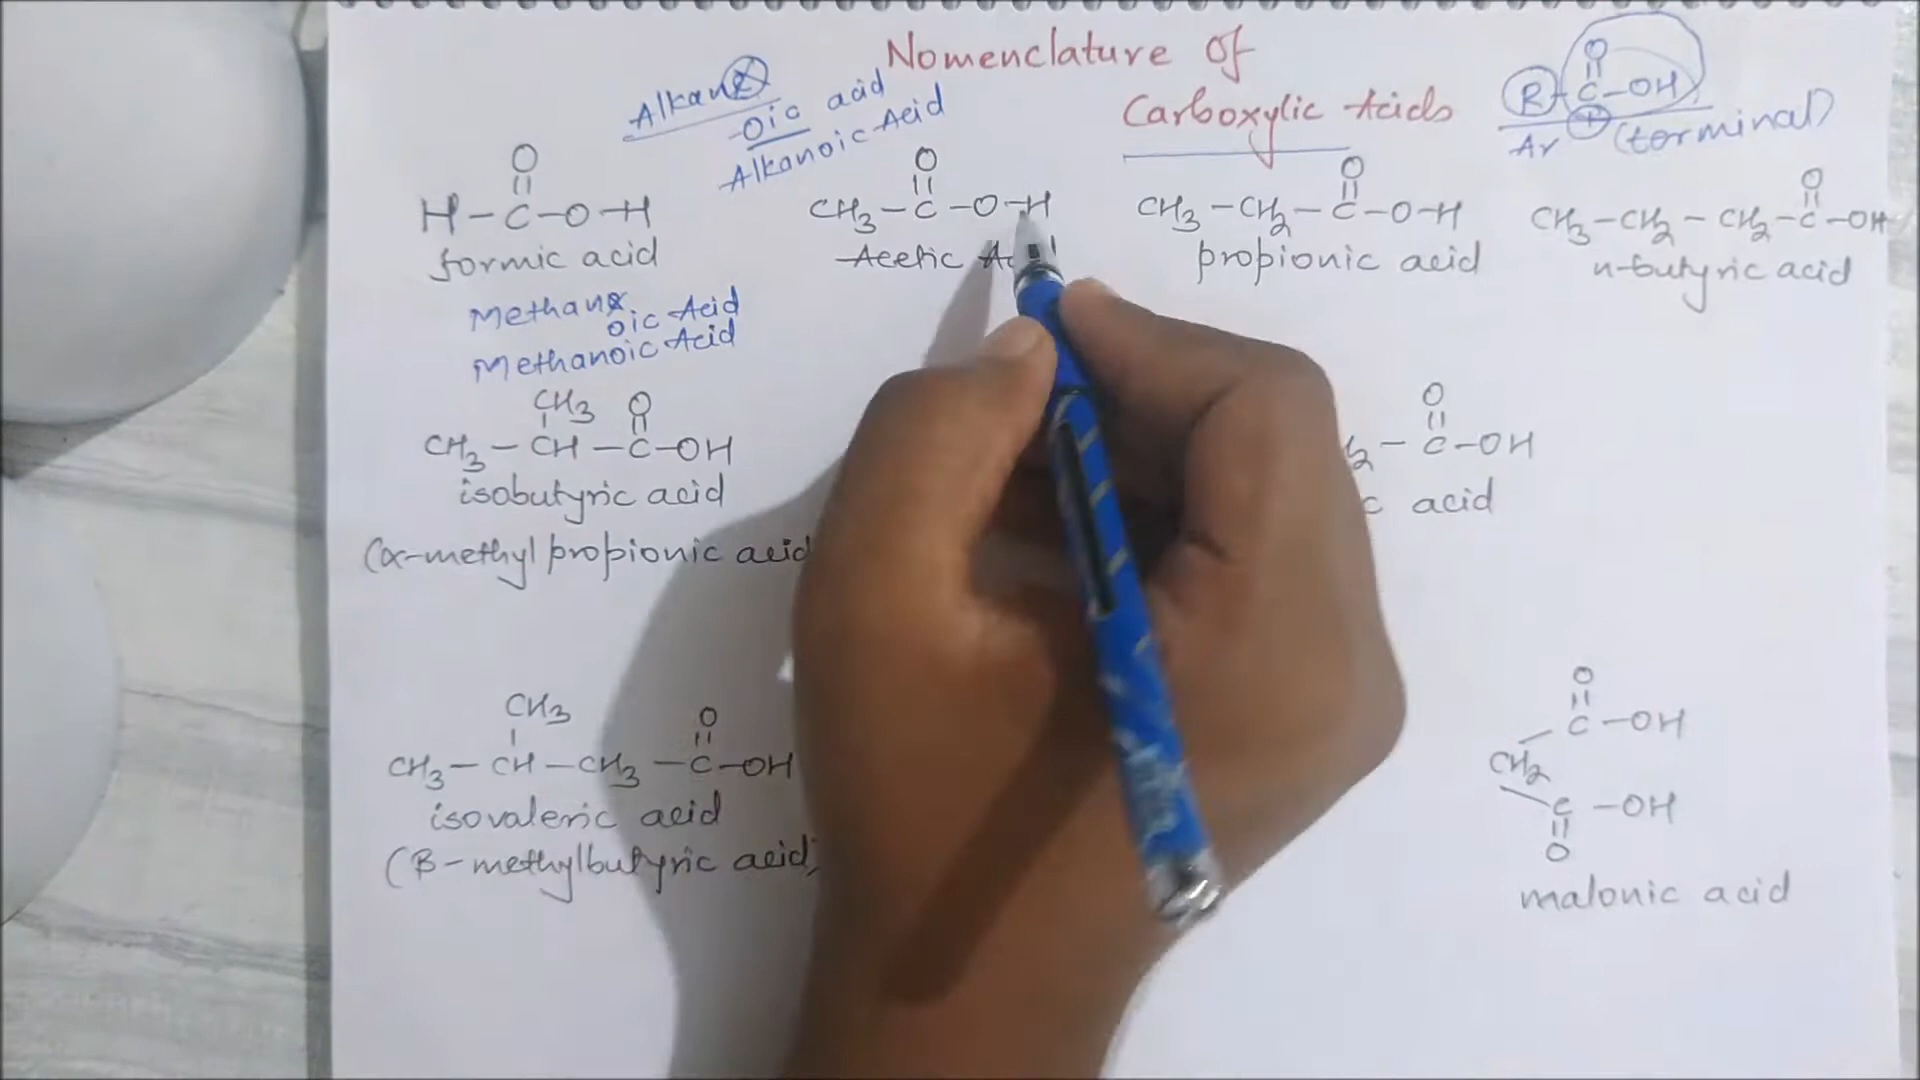 Nomenclature Of
Carboxylic Acids
Alkane
Oic acid
Alkanoic Acid
O
R-C-OH
Ar 1 (terminal)
O
H-C-O-H
formic acid
Methane
oic Acid
Methanoic Acid
O
CH3-C-O-H
Acetic
O
CH3-CH2-C-O-H
propionic acid
O
CH3-CH2-CH2-C-OH
n-butyric acid
CH3 O
CH3-CH-C-OH
isobutyric acid
(α-methyl propionic acid
O
-C-OH
acid
CH3 O
CH3-CH-CH3-C-OH
isovaleric acid
(β-methylbutyric acid)
O
C-OH
CH2
C-OH
O
malonic acid